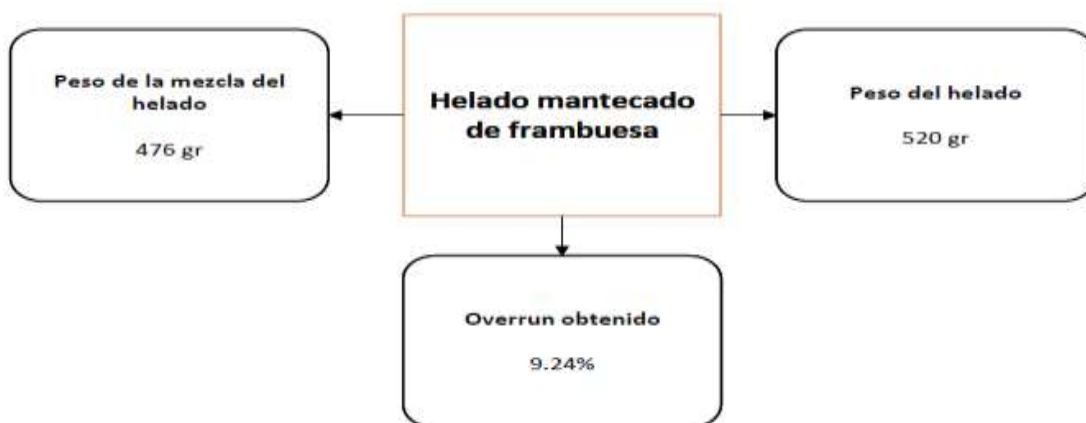 Peso de la mezcla del
helado
476 gr
Helado mantecado
de frambuesa
Peso del helado
520 gr
Overrun obtenido
9.24%